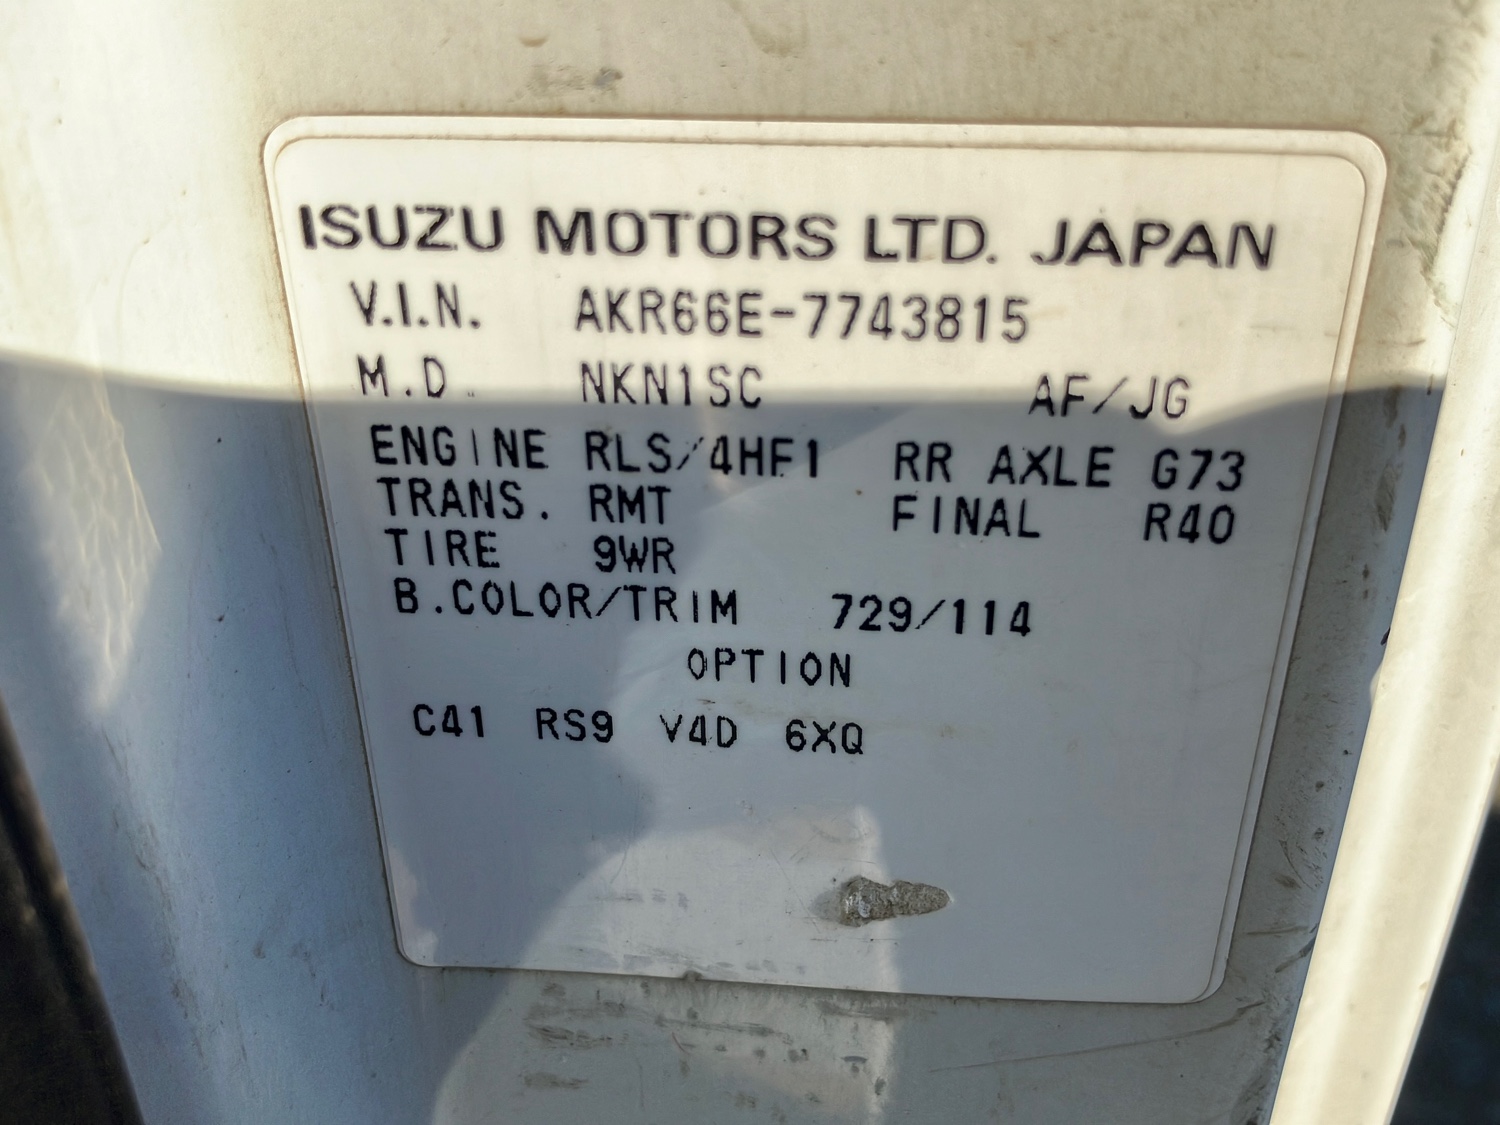 ISUZU MOTORS LTD. JAPAN
V.I.N. AKR66E-7743815
M.D. NKN1SC AF/JG
ENGINE RLS/4HF1 RR AXLE G73
TRANS. RMT FINAL R40
TIRE 9WR
B.COLOR/TRIM 729/114
OPTION
C41 RS9 V4D 6XQ